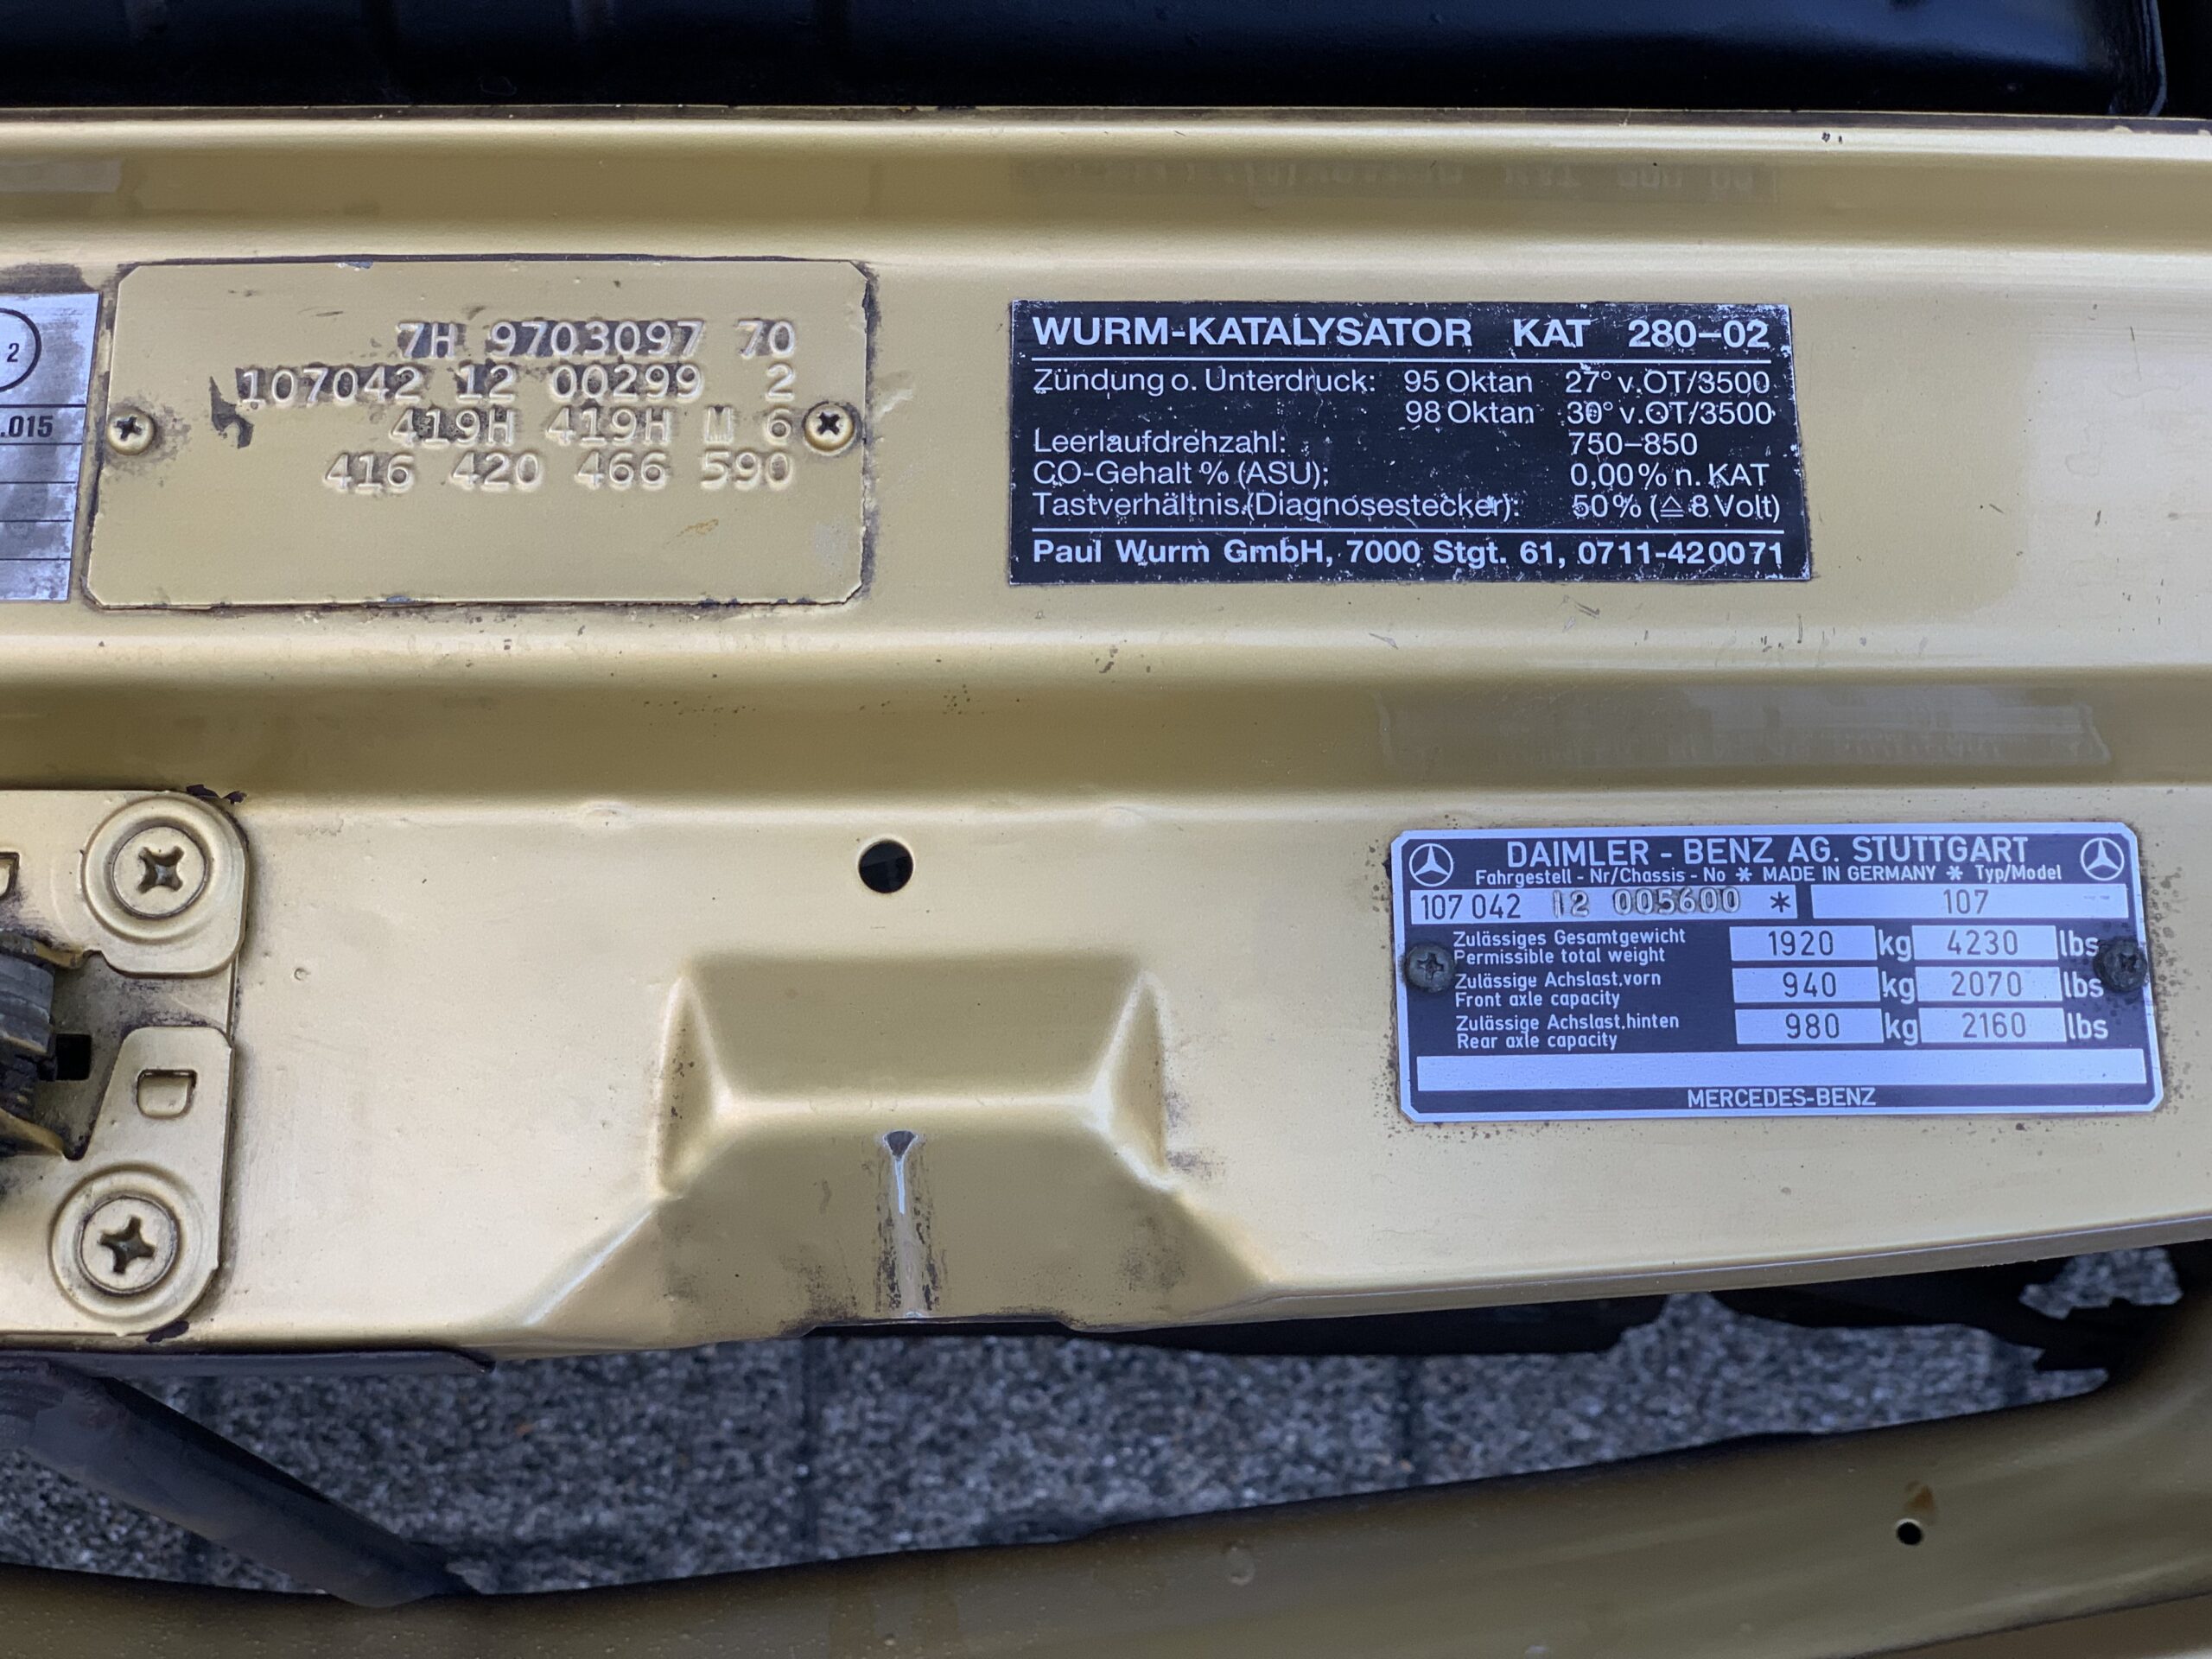 2
.015
7H 9703097 70
107042 12 00299 2
419H 419H M 6
416 420 466 590
WURM-KATALYSATOR KAT 280-02
Zündung o. Unterdruck: 95 Oktan 27° v.OT/3500
98 Oktan 30° v.OT/3500
Leerlaufdrehzahl: 750-850
CO-Gehalt % (ASU): 0,00% n. KAT
Tastverhältnis (Diagnosestecker): 50% (≙ 8 Volt)
Paul Wurm GmbH, 7000 Stgt. 61, 0711-420071
DAIMLER - BENZ AG. STUTTGART
Fahrgestell - Nr/Chassis - No * MADE IN GERMANY * Typ/Model
107 042 12 005600 * 107
Zulässiges Gesamtgewicht
Permissible total weight 1920 kg 4230 lbs
Zulässige Achslast,vorn
Front axle capacity 940 kg 2070 lbs
Zulässige Achslast,hinten
Rear axle capacity 980 kg 2160 lbs
MERCEDES-BENZ